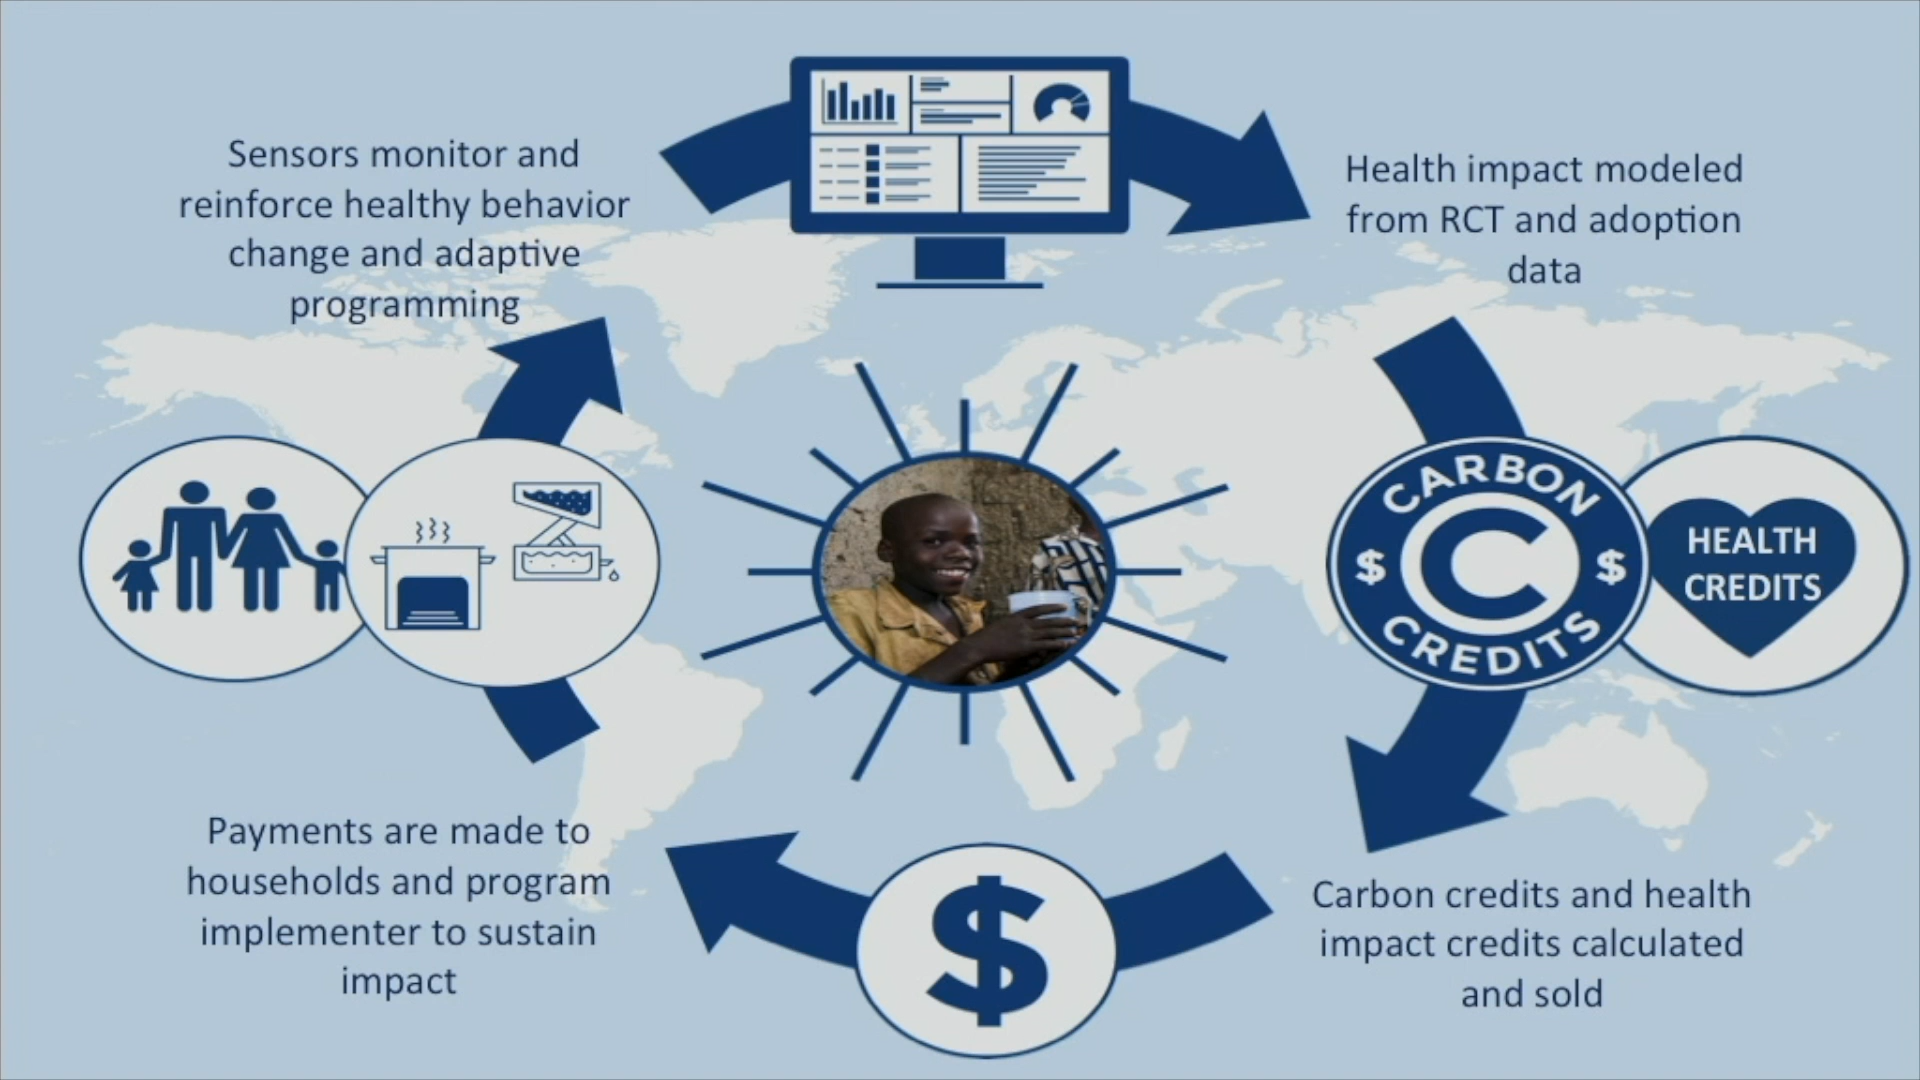 Sensors monitor and
reinforce healthy behavior
change and adaptive
programming
Health impact modeled
from RCT and adoption
data
CARBON
$ C $
CREDITS
HEALTH
CREDITS
Carbon credits and health
impact credits calculated
and sold
$
Payments are made to
households and program
implementer to sustain
impact